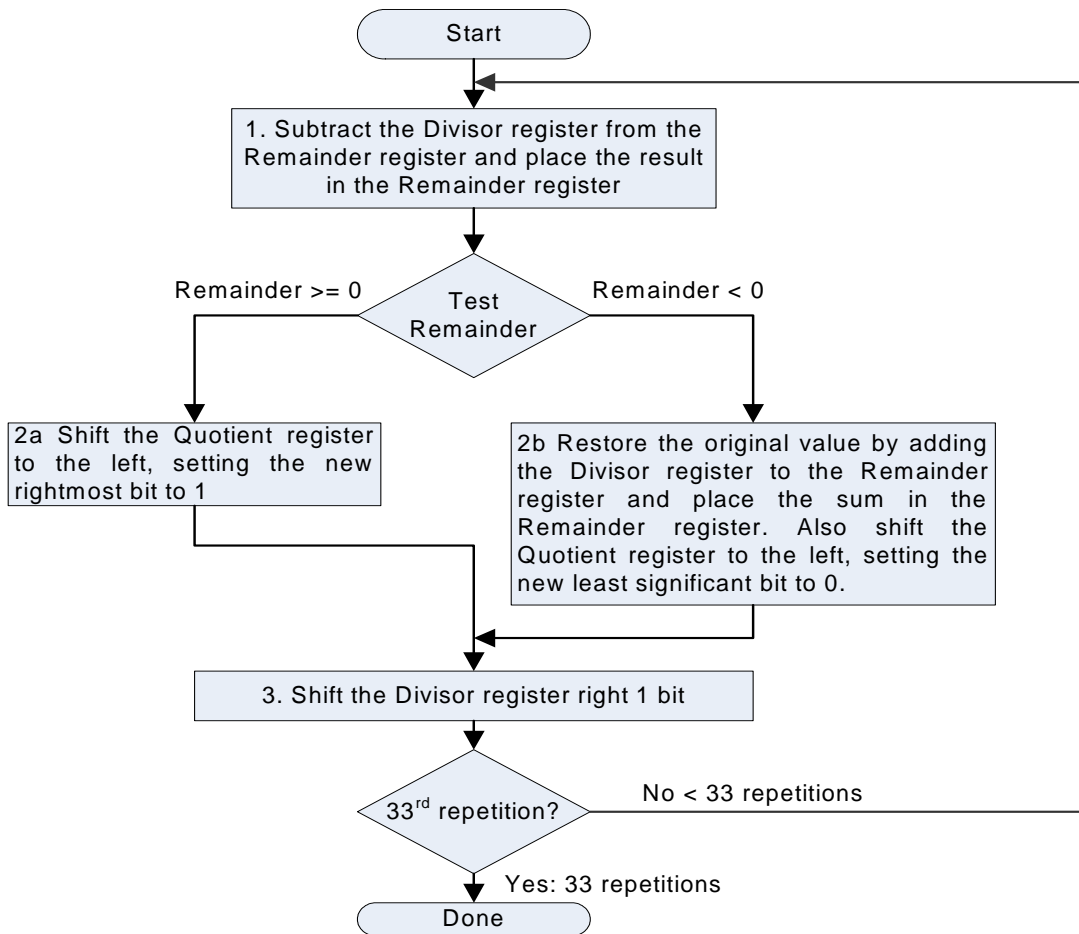 Start
1. Subtract the Divisor register from the
Remainder register and place the result
in the Remainder register
Remainder >= 0
Test
Remainder
Remainder < 0
2a Shift the Quotient register
to the left, setting the new
rightmost bit to 1
2b Restore the original value by adding
the Divisor register to the Remainder
register and place the sum in the
Remainder register. Also shift the
Quotient register to the left, setting the
new least significant bit to 0.
3. Shift the Divisor register right 1 bit
33rd repetition?
No < 33 repetitions
Yes: 33 repetitions
Done